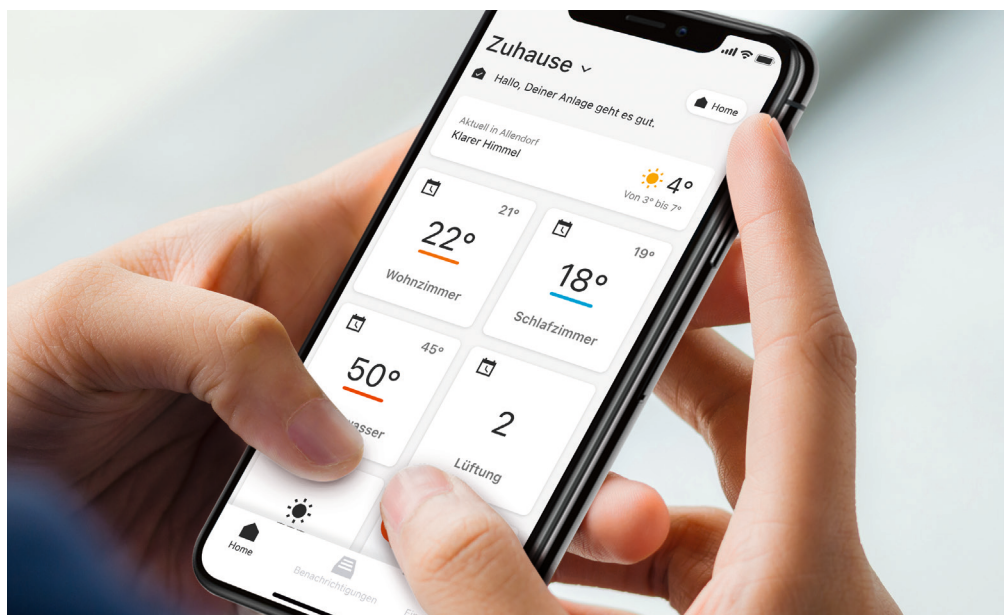 Zuhause
Hallo, Deiner Anlage geht es gut.
Home
Aktuell in Allendorf
Klarer Himmel
4°
Von 3° bis 7°
21°
22°
Wohnzimmer
19°
18°
Schlafzimmer
45°
50°
2
Lüftung
Home
Benachrichtigungen